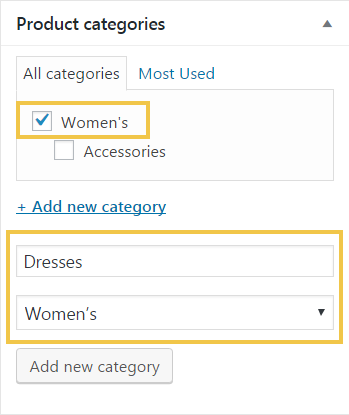 Product categories
All categories Most Used
Women's
Accessories
+ Add new category
Dresses
Women’s
Add new category